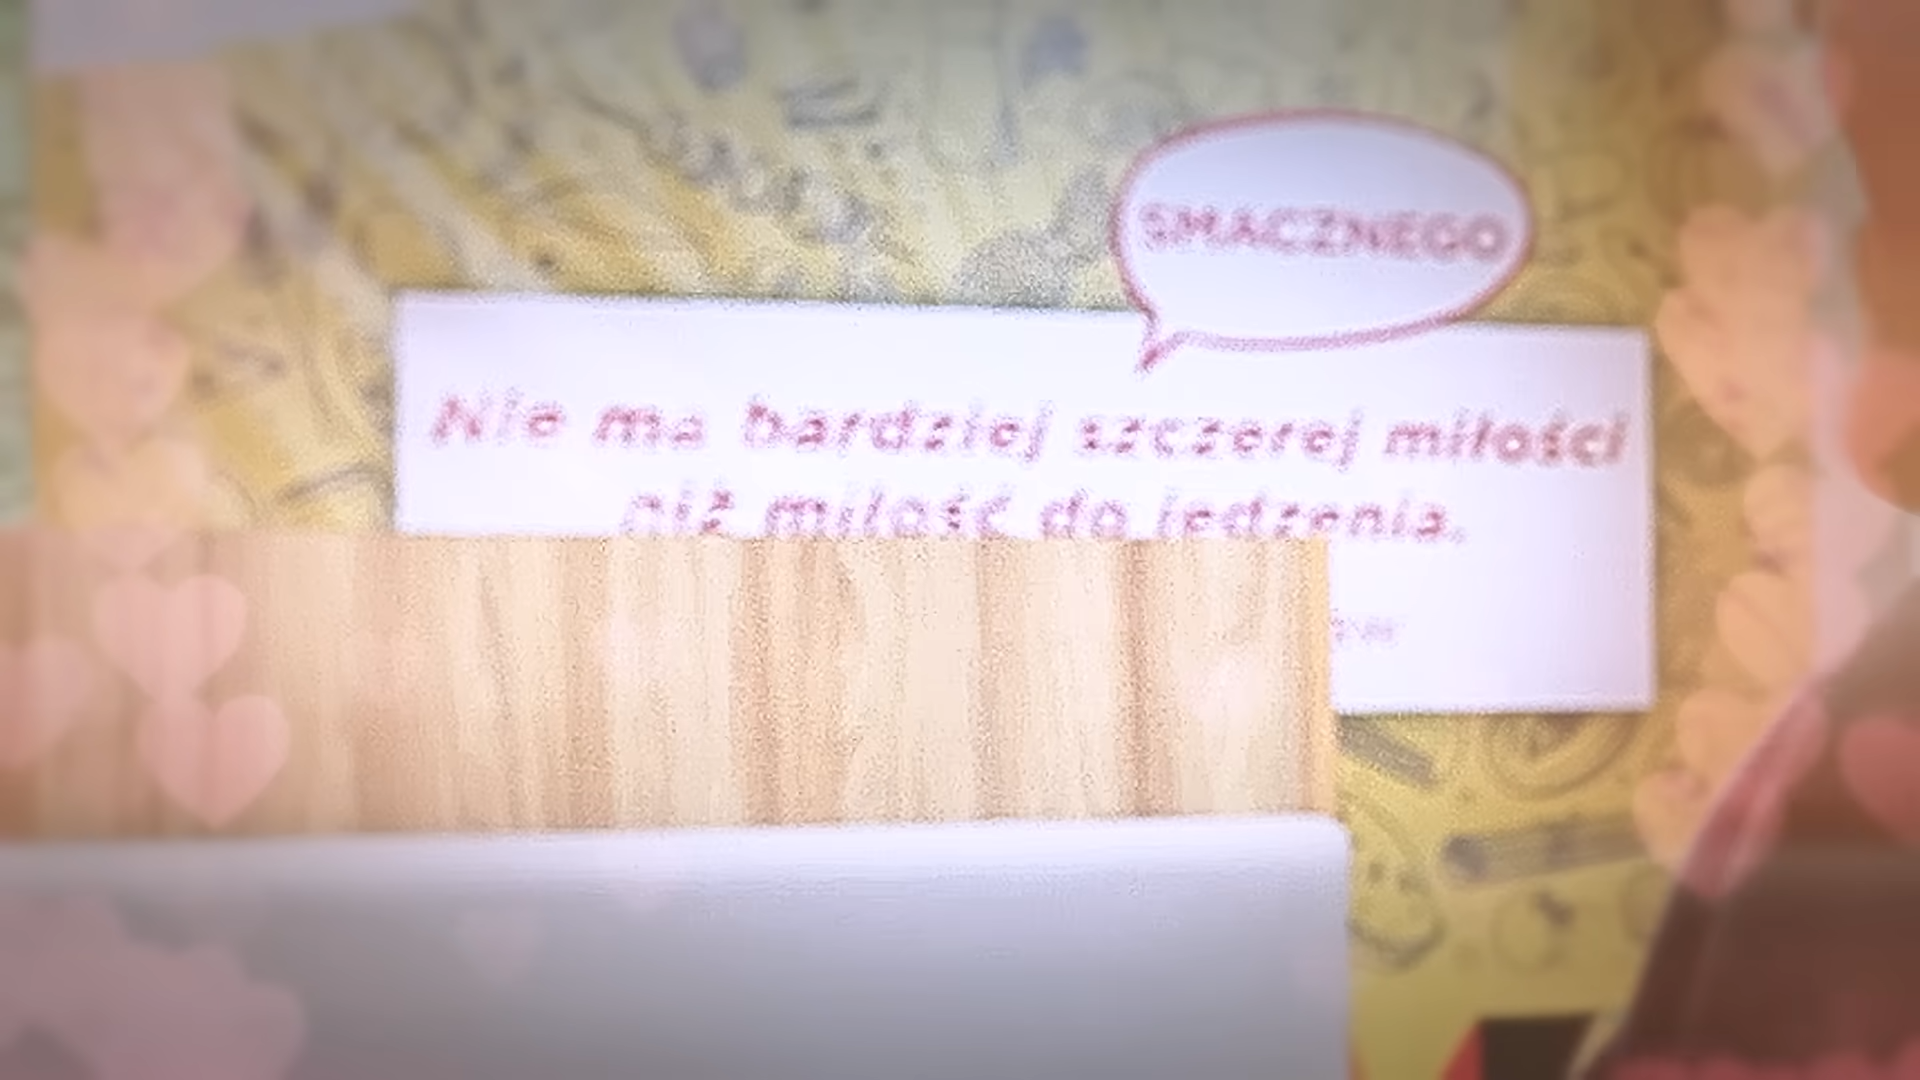 SMACZNEGO
Nie ma bardziej szczerej miłości
niż miłość do jedzenia.